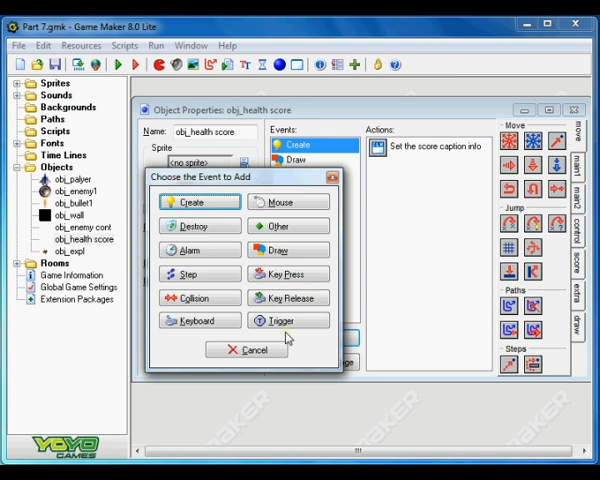 Part 7.gmk - Game Maker 8.0 Lite
File Edit Resources Scripts Run Window Help
Sprites
Sounds
Backgrounds
Paths
Scripts
Fonts
Time Lines
Objects
obj_palyer
obj_enemy1
obj_bullet1
obj_wall
obj_enemy cont
obj_health score
obj_expl
Rooms
Game Information
Global Game Settings
Extension Packages
YOYO
GAMES
Object Properties: obj_health score
Name: obj_health score
Sprite
<no sprite>
Events:
Create
Draw
Actions:
Set the score caption info
Choose the Event to Add
Create Mouse
Destroy Other
Alarm Draw
Step Key Press
Collision Key Release
Keyboard Trigger
Cancel
Move
Jump
Paths
Steps
move
main1
main2
control
score
extra
draw